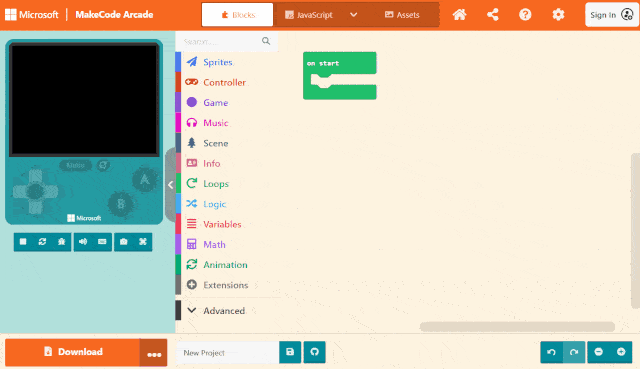 Microsoft
MakeCode Arcade
Blocks
JavaScript
Assets
Sign In
Search...
Sprites
Controller
Game
Music
Scene
Info
Loops
Logic
Variables
Math
Animation
Extensions
Advanced
on start
A
B
Microsoft
Download
New Project